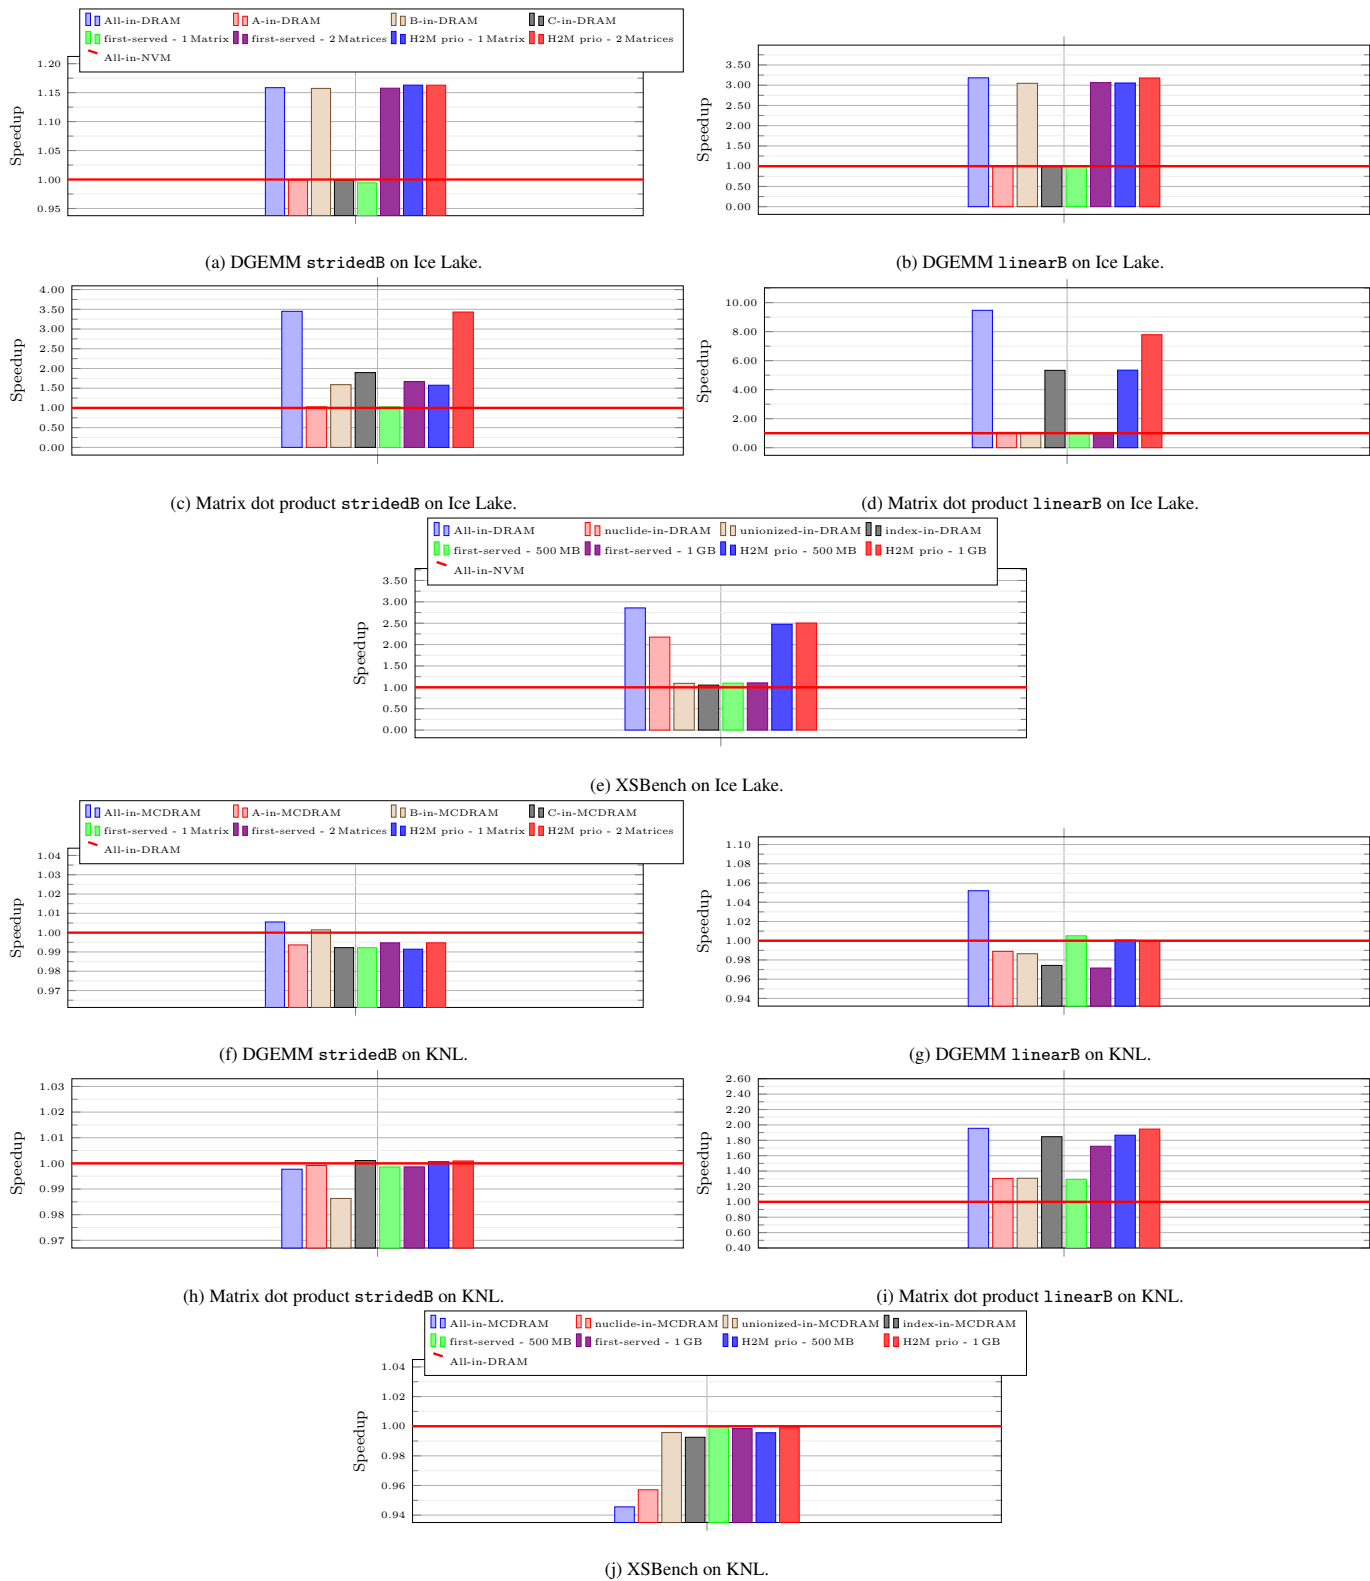 All-in-DRAM A-in-DRAM B-in-DRAM C-in-DRAM
first-served - 1 Matrix first-served - 2 Matrices H2M prio - 1 Matrix H2M prio - 2 Matrices
All-in-NVM
1.20
1.15
1.10
1.05
1.00
0.95
Speedup
(a) DGEMM stridedB on Ice Lake.
3.50
3.00
2.50
2.00
1.50
1.00
0.50
0.00
Speedup
(b) DGEMM linearB on Ice Lake.
4.00
3.50
3.00
2.50
2.00
1.50
1.00
0.50
0.00
Speedup
(c) Matrix dot product stridedB on Ice Lake.
10.00
8.00
6.00
4.00
2.00
0.00
Speedup
(d) Matrix dot product linearB on Ice Lake.
All-in-DRAM nuclide-in-DRAM unionized-in-DRAM index-in-DRAM
first-served - 500 MB first-served - 1 GB H2M prio - 500 MB H2M prio - 1 GB
All-in-NVM
3.50
3.00
2.50
2.00
1.50
1.00
0.50
0.00
Speedup
(e) XSBench on Ice Lake.
All-in-MCDRAM A-in-MCDRAM B-in-MCDRAM C-in-MCDRAM
first-served - 1 Matrix first-served - 2 Matrices H2M prio - 1 Matrix H2M prio - 2 Matrices
All-in-DRAM
1.04
1.03
1.02
1.01
1.00
0.99
0.98
0.97
Speedup
(f) DGEMM stridedB on KNL.
1.10
1.08
1.06
1.04
1.02
1.00
0.98
0.96
0.94
Speedup
(g) DGEMM linearB on KNL.
1.03
1.02
1.01
1.00
0.99
0.98
0.97
Speedup
(h) Matrix dot product stridedB on KNL.
2.60
2.40
2.20
2.00
1.80
1.60
1.40
1.20
1.00
0.80
0.60
0.40
Speedup
(i) Matrix dot product linearB on KNL.
All-in-MCDRAM nuclide-in-MCDRAM unionized-in-MCDRAM index-in-MCDRAM
first-served - 500 MB first-served - 1 GB H2M prio - 500 MB H2M prio - 1 GB
All-in-DRAM
1.04
1.02
1.00
0.98
0.96
0.94
Speedup
(j) XSBench on KNL.